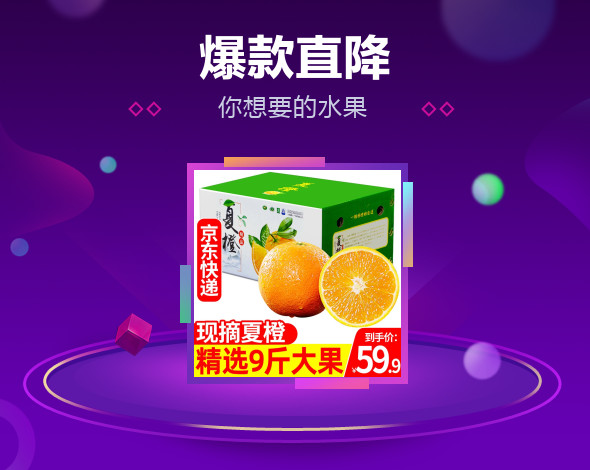 爆款直降
你想要的水果
夏橙
京东快递
现摘夏橙
精选9斤大果
到手价:
¥59.9